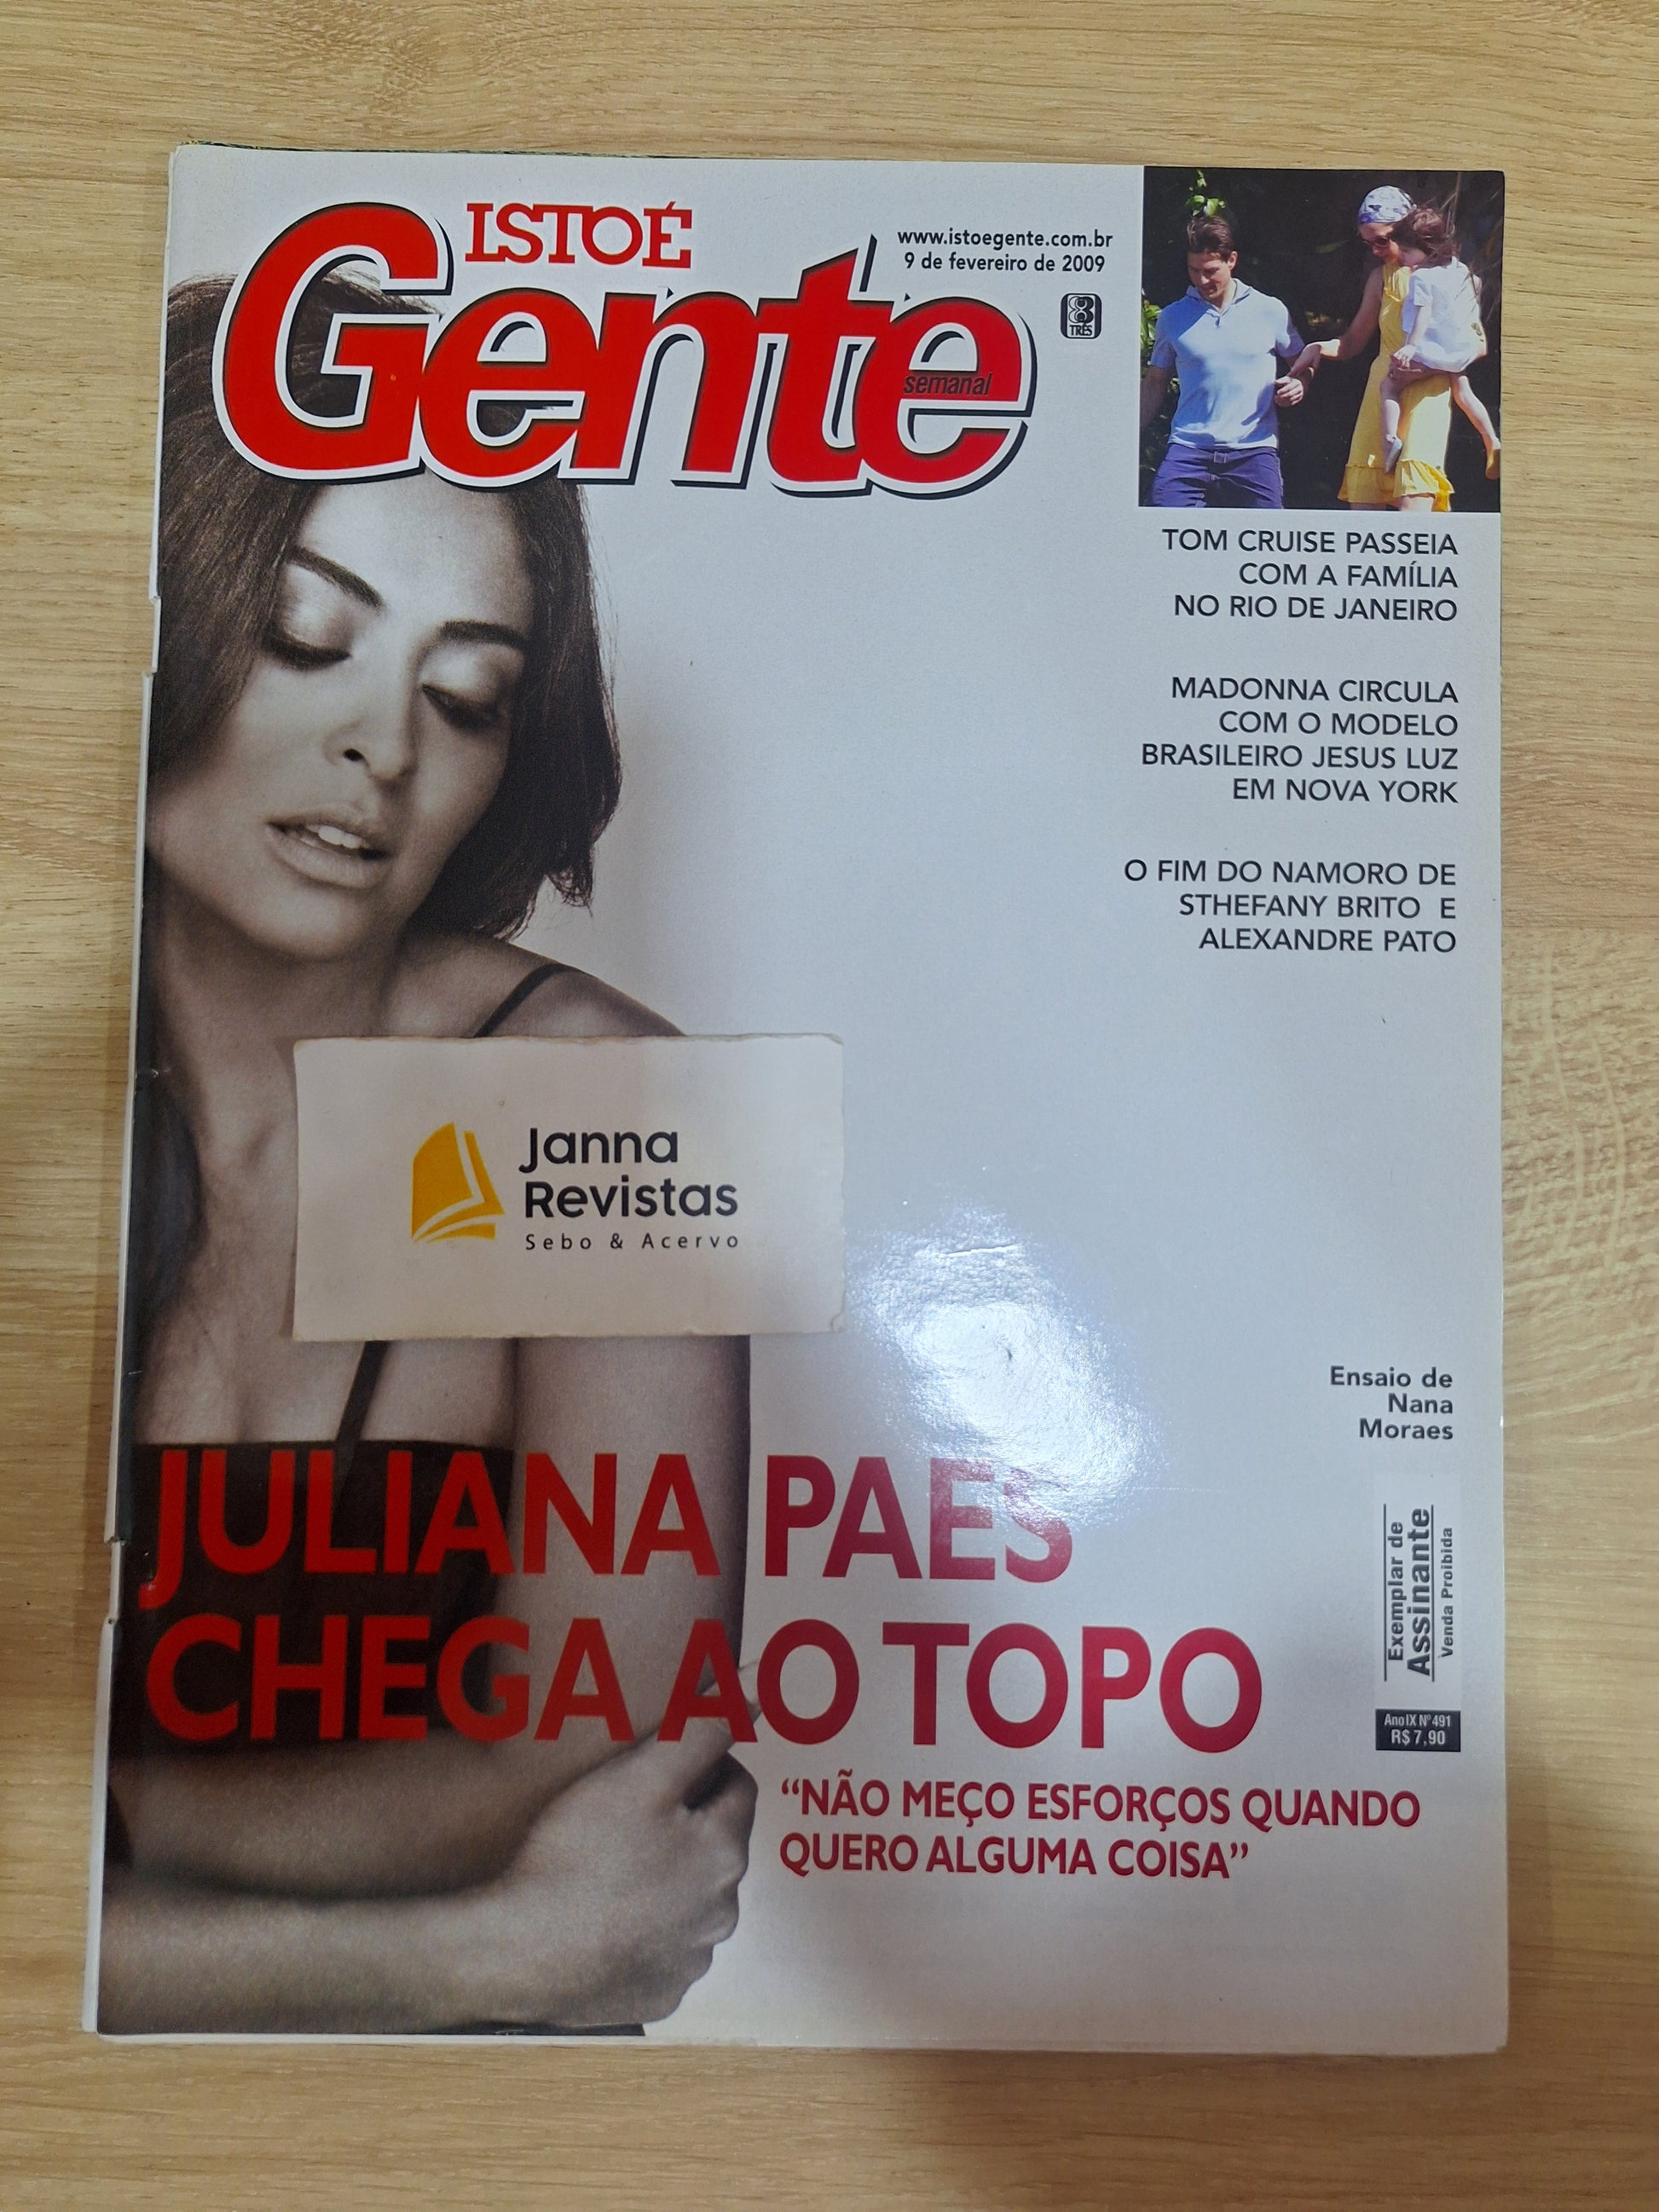 ISTOÉ
Gente
semanal
www.istoegente.com.br
9 de fevereiro de 2009
TRÊS
TOM CRUISE PASSEIA
COM A FAMÍLIA
NO RIO DE JANEIRO
MADONNA CIRCULA
COM O MODELO
BRASILEIRO JESUS LUZ
EM NOVA YORK
O FIM DO NAMORO DE
STHEFANY BRITO E
ALEXANDRE PATO
Janna
Revistas
Sebo & Acervo
Ensaio de
Nana
Moraes
JULIANA PAES
CHEGA AO TOPO
“NÃO MEÇO ESFORÇOS QUANDO
QUERO ALGUMA COISA”
Exemplar de
Assinante
Venda Proibida
Ano IX Nº 491
R$ 7,90